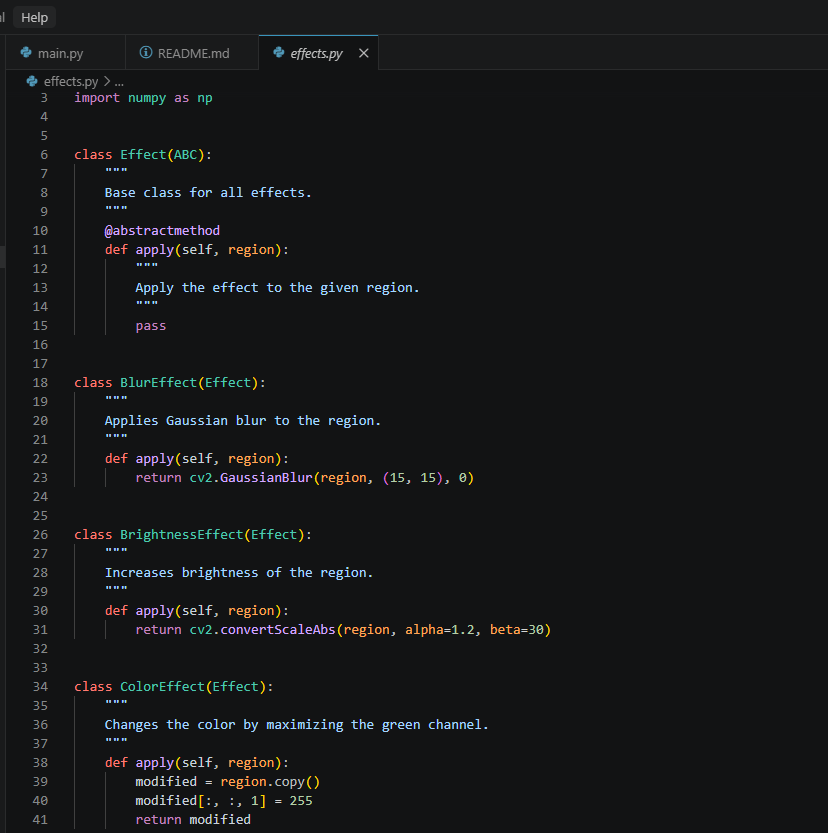 Help
main.py README.md effects.py
effects.py > ...
3 import numpy as np
4
5
6 class Effect(ABC):
7     """
8     Base class for all effects.
9     """
10     @abstractmethod
11     def apply(self, region):
12         """
13         Apply the effect to the given region.
14         """
15         pass
16
17
18 class BlurEffect(Effect):
19     """
20     Applies Gaussian blur to the region.
21     """
22     def apply(self, region):
23         return cv2.GaussianBlur(region, (15, 15), 0)
24
25
26 class BrightnessEffect(Effect):
27     """
28     Increases brightness of the region.
29     """
30     def apply(self, region):
31         return cv2.convertScaleAbs(region, alpha=1.2, beta=30)
32
33
34 class ColorEffect(Effect):
35     """
36     Changes the color by maximizing the green channel.
37     """
38     def apply(self, region):
39         modified = region.copy()
40         modified[:, :, 1] = 255
41         return modified